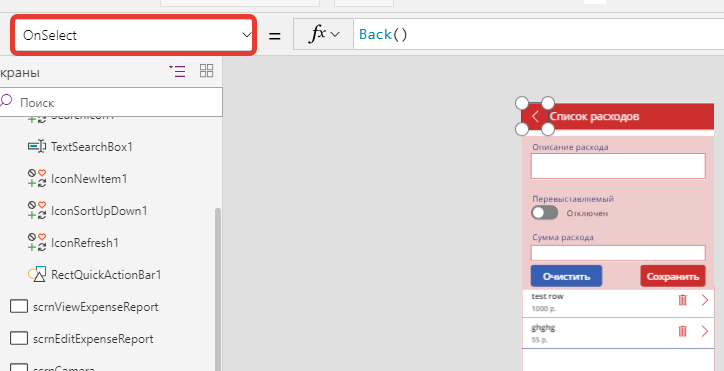 OnSelect
= fx Back()
краны
Поиск
SearchIcon1
TextSearchBox1
IconNewItem1
IconSortUpDown1
IconRefresh1
RectQuickActionBar1
scrnViewExpenseReport
scrnEditExpenseReport
scrnCamera
Список расходов
Описание расхода
Перевыставляемый
Отключен
Сумма расхода
Очистить
Сохранить
test row
1000 р.
ghghg
55 р.